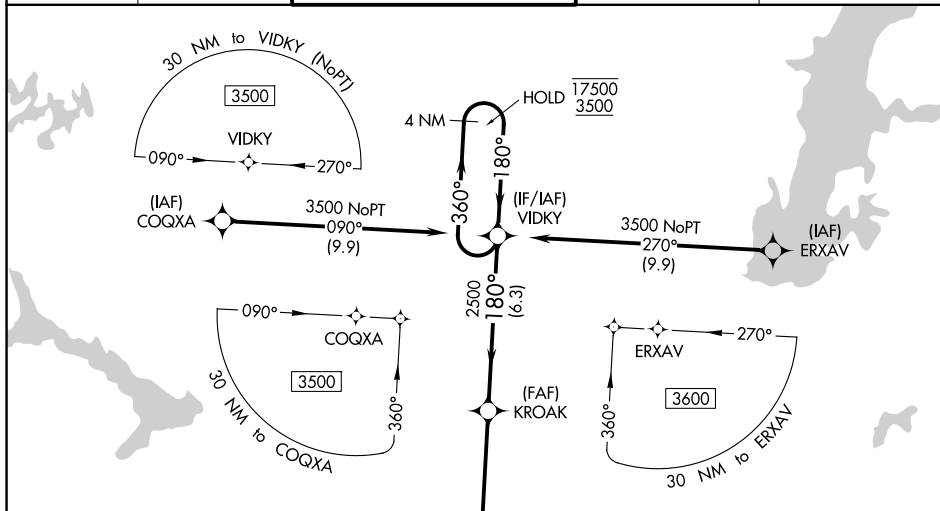 30 NM to VIDKY (NoPT)
3500
VIDKY
090°
270°
4 NM
HOLD
17500
3500
360°
180°
(IF/IAF)
VIDKY
(IAF)
COQXA
3500 NoPT
090°
(9.9)
3500 NoPT
270°
(9.9)
(IAF)
ERXAV
2500
180°
(6.3)
090°
COQXA
3500
360°
30 NM to COQXA
ERXAV
270°
3600
360°
30 NM to ERXAV
(FAF)
KROAK